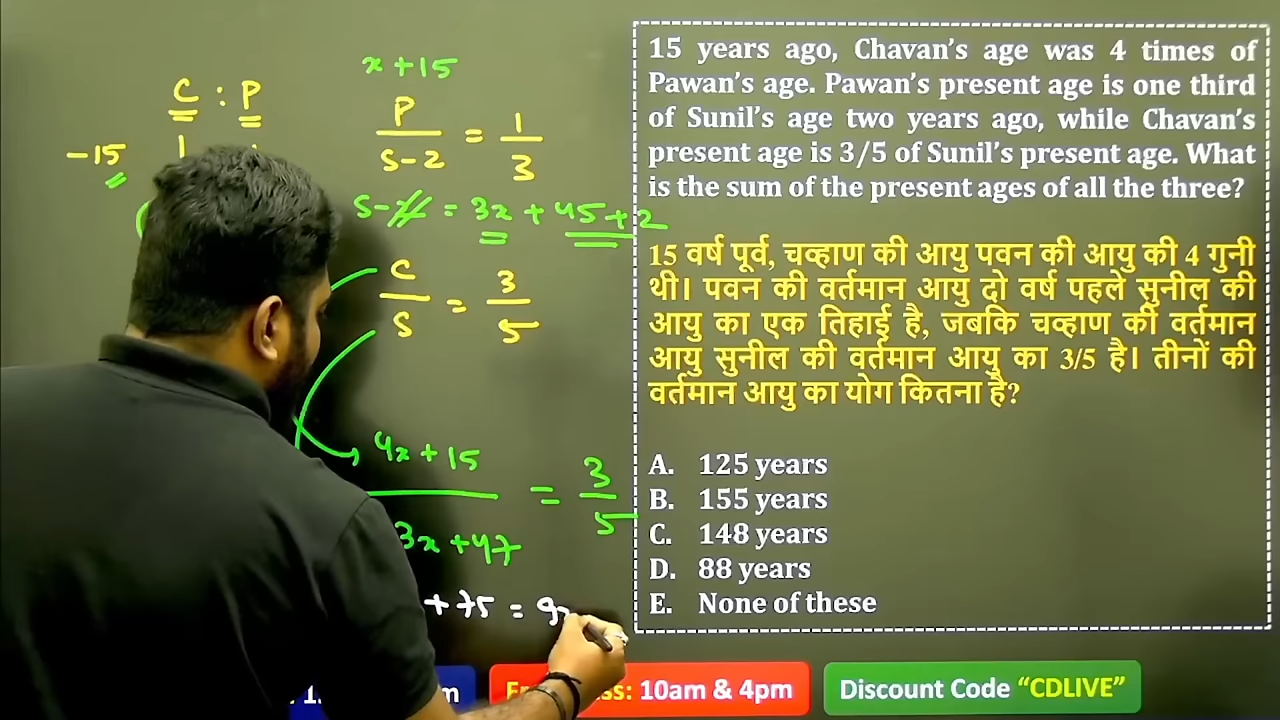 x + 15
C : P
P
─ = 1
S - 2 3
-15
S - 2 = 3x + 45 + 2
C
─ = 3
S 5
4x + 15
─ = 3
3x + 47 5
+ 75 = 9x
15 years ago, Chavan's age was 4 times of
Pawan's age. Pawan's present age is one third
of Sunil's age two years ago, while Chavan's
present age is 3/5 of Sunil's present age. What
is the sum of the present ages of all the three?
15 वर्ष पूर्व, चव्हाण की आयु पवन की आयु की 4 गुनी
थी। पवन की वर्तमान आयु दो वर्ष पहले सुनील की
आयु का एक तिहाई है, जबकि चव्हाण की वर्तमान
आयु सुनील की वर्तमान आयु का 3/5 है। तीनों की
वर्तमान आयु का योग कितना है?
A. 125 years
B. 155 years
C. 148 years
D. 88 years
E. None of these
10am & 4pm
Discount Code “CDLIVE”